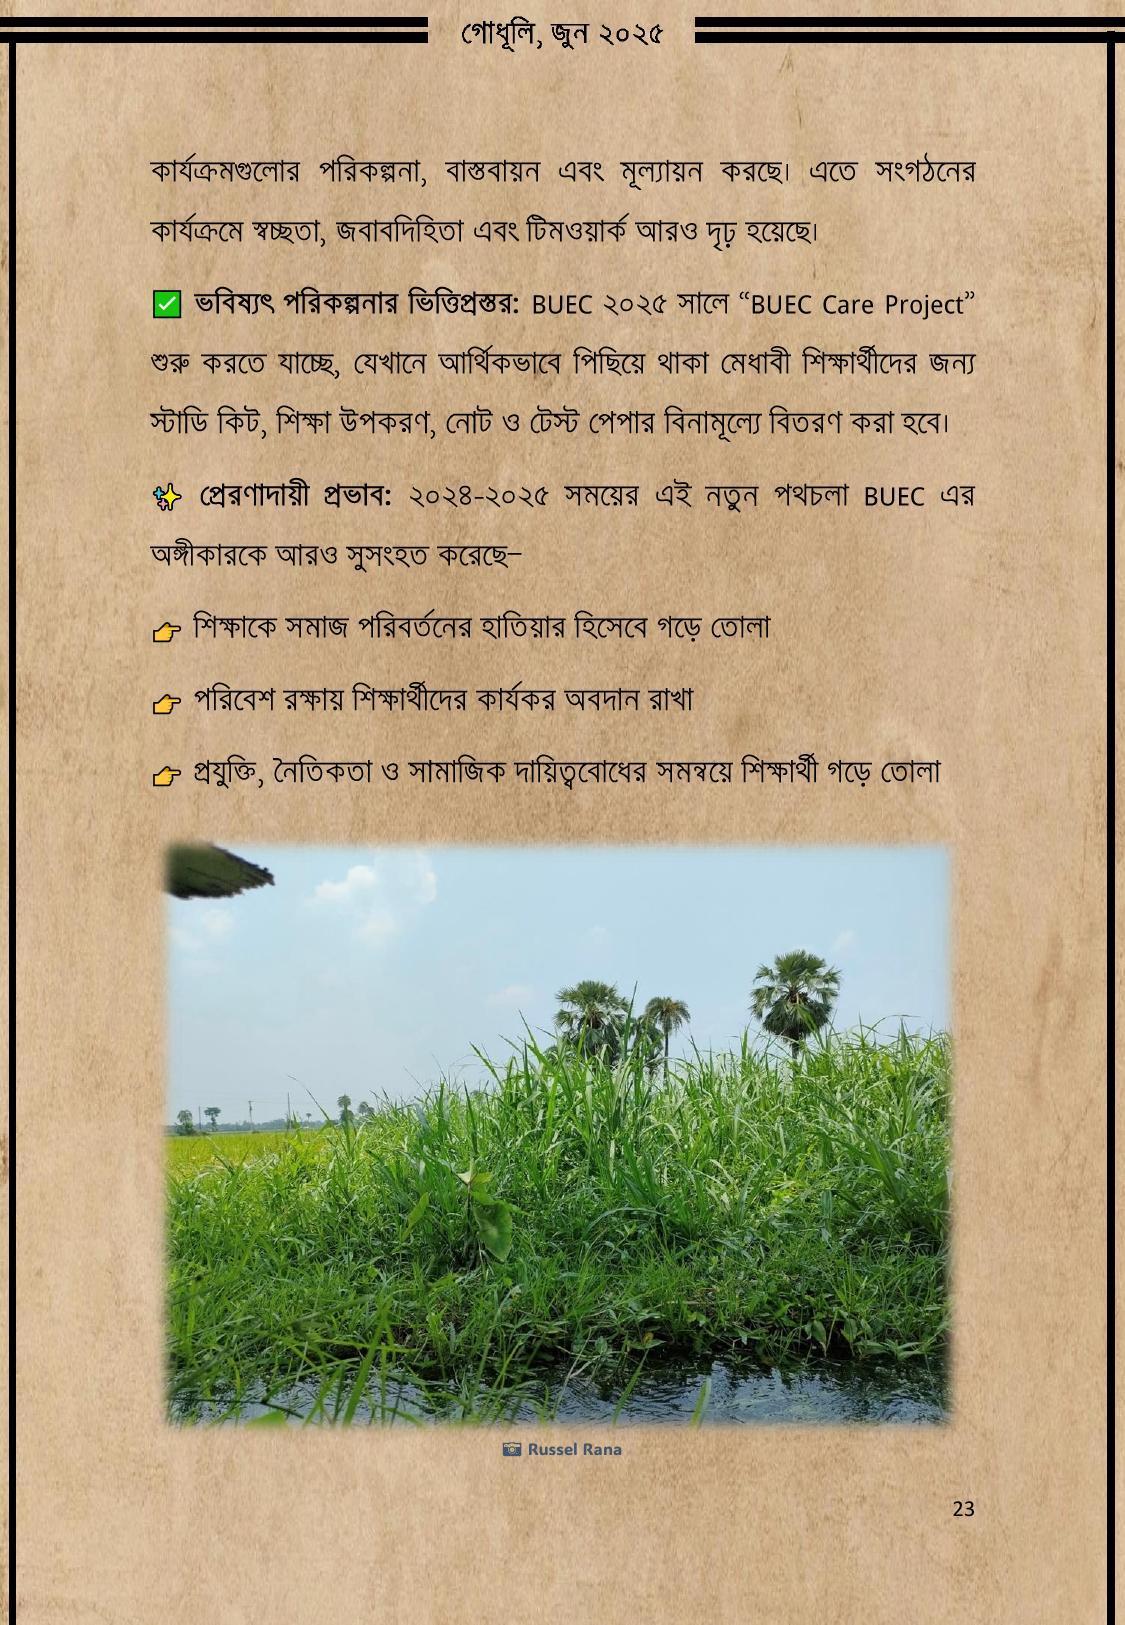 গোধূলি, জুন ২০২৫
কার্যক্রমগুলোর পরিকল্পনা, বাস্তবায়ন এবং মূল্যায়ন করছে। এতে সংগঠনের
কার্যক্রমে স্বচ্ছতা, জবাবদিহিতা এবং টিমওয়ার্ক আরও দৃঢ় হয়েছে।
✅ ভবিষ্যৎ পরিকল্পনার ভিত্তিপ্রস্তর: BUEC ২০২৫ সালে “BUEC Care Project”
শুরু করতে যাচ্ছে, যেখানে আর্থিকভাবে পিছিয়ে থাকা মেধাবী শিক্ষার্থীদের জন্য
স্টাডি কিট, শিক্ষা উপকরণ, নোট ও টেস্ট পেপার বিনামূল্যে বিতরণ করা হবে।
✨ প্রেরণাদায়ী প্রভাব: ২০২৪-২০২৫ সময়ের এই নতুন পথচলা BUEC এর
অঙ্গীকারকে আরও সুসংহত করেছে–
👉 শিক্ষাকে সমাজ পরিবর্তনের হাতিয়ার হিসেবে গড়ে তোলা
👉 পরিবেশ রক্ষায় শিক্ষার্থীদের কার্যকর অবদান রাখা
👉 প্রযুক্তি, নৈতিকতা ও সামাজিক দায়িত্ববোধের সমন্বয়ে শিক্ষার্থী গড়ে তোলা
📷 Russel Rana
23